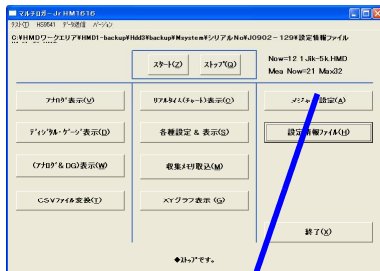 マルチロガーJr HM1616
テスト(T) HS9541 データ送信 バージョン
C:¥HMDワークエリア¥HMD1-backup¥Hdd3¥backup¥Msystem¥シリアルNo¥J0902 - 129¥設定情報ファイル
スタート(Z)
ストップ(Q)
Now=12 1 Jik-5k.HMD
Mea Now=21 Max32
アナログ表示(V)
リアルタイム(チャート)表示(C)
メジャー設定(A)
ディジタル・ゲージ表示(D)
各種設定 & 表示(S)
設定情報ファイル(H)
(アナログ& DG)表示(W)
収集メモリ取込(M)
CSVファイル変換(T)
XYグラフ表示 (G)
終了(X)
◆ストップです。